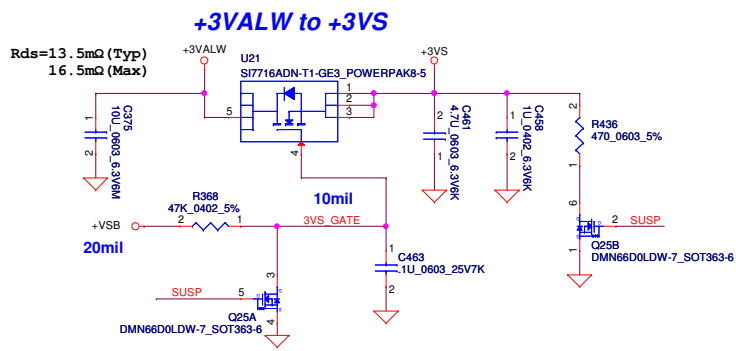 +3VALW to +3VS
Rds=13.5mΩ(Typ)
16.5mΩ(Max)
+3VALW
U21
SI7716ADN-T1-GE3_POWERPAK8-5
+3VS
5
1
2
3
4
1
2
C375
10U_0603_6.3V6M
2
1
C461
4.7U_0603_6.3V6K
1
2
C458
1U_0402_6.3V6K
2
R436
470_0603_5%
1
R368
47K_0402_5%
10mil
+VSB
2
1
3VS_GATE
20mil
6
2
SUSP
1
Q25B
DMN66D0LDW-7_SOT363-6
1
C463
.1U_0603_25V7K
2
3
SUSP
5
4
Q25A
DMN66D0LDW-7_SOT363-6